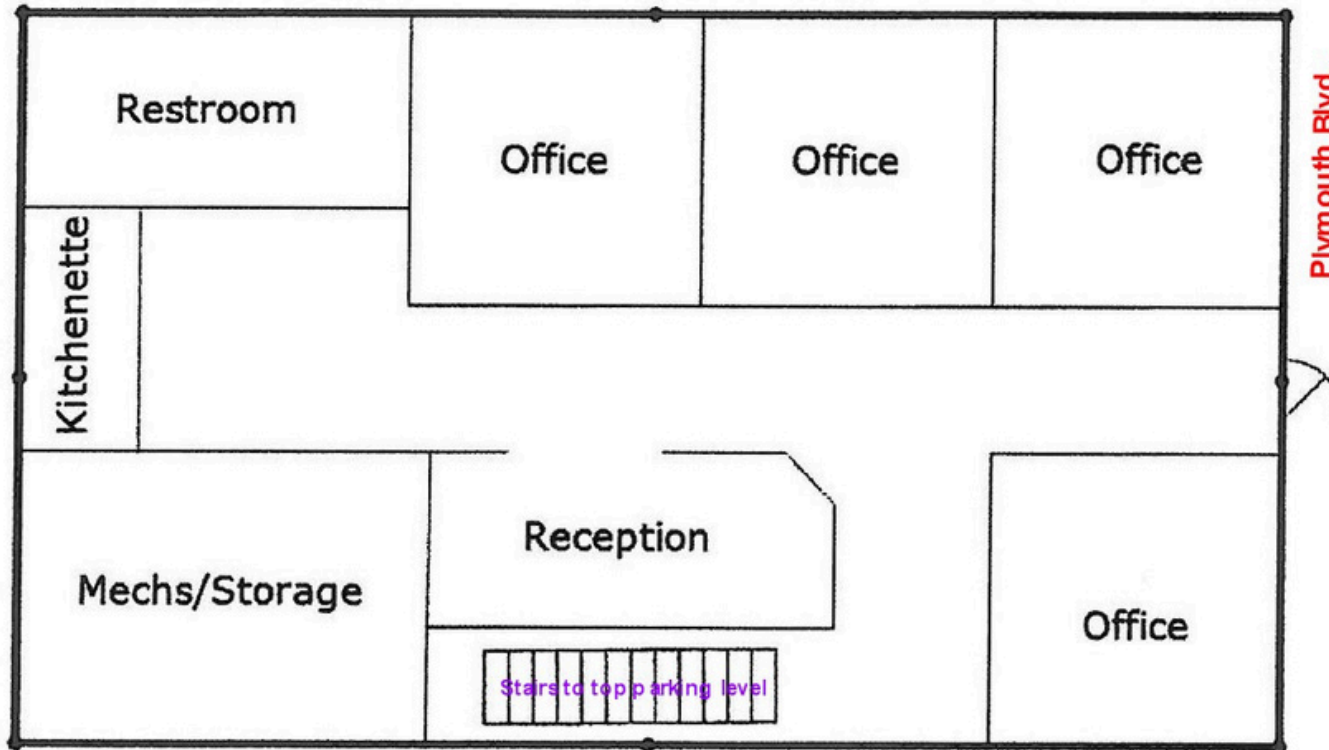 Restroom
Office
Office
Office
Plymouth Blvd
Kitchenette
Reception
Mechs/Storage
Office
Stairs to top parking level